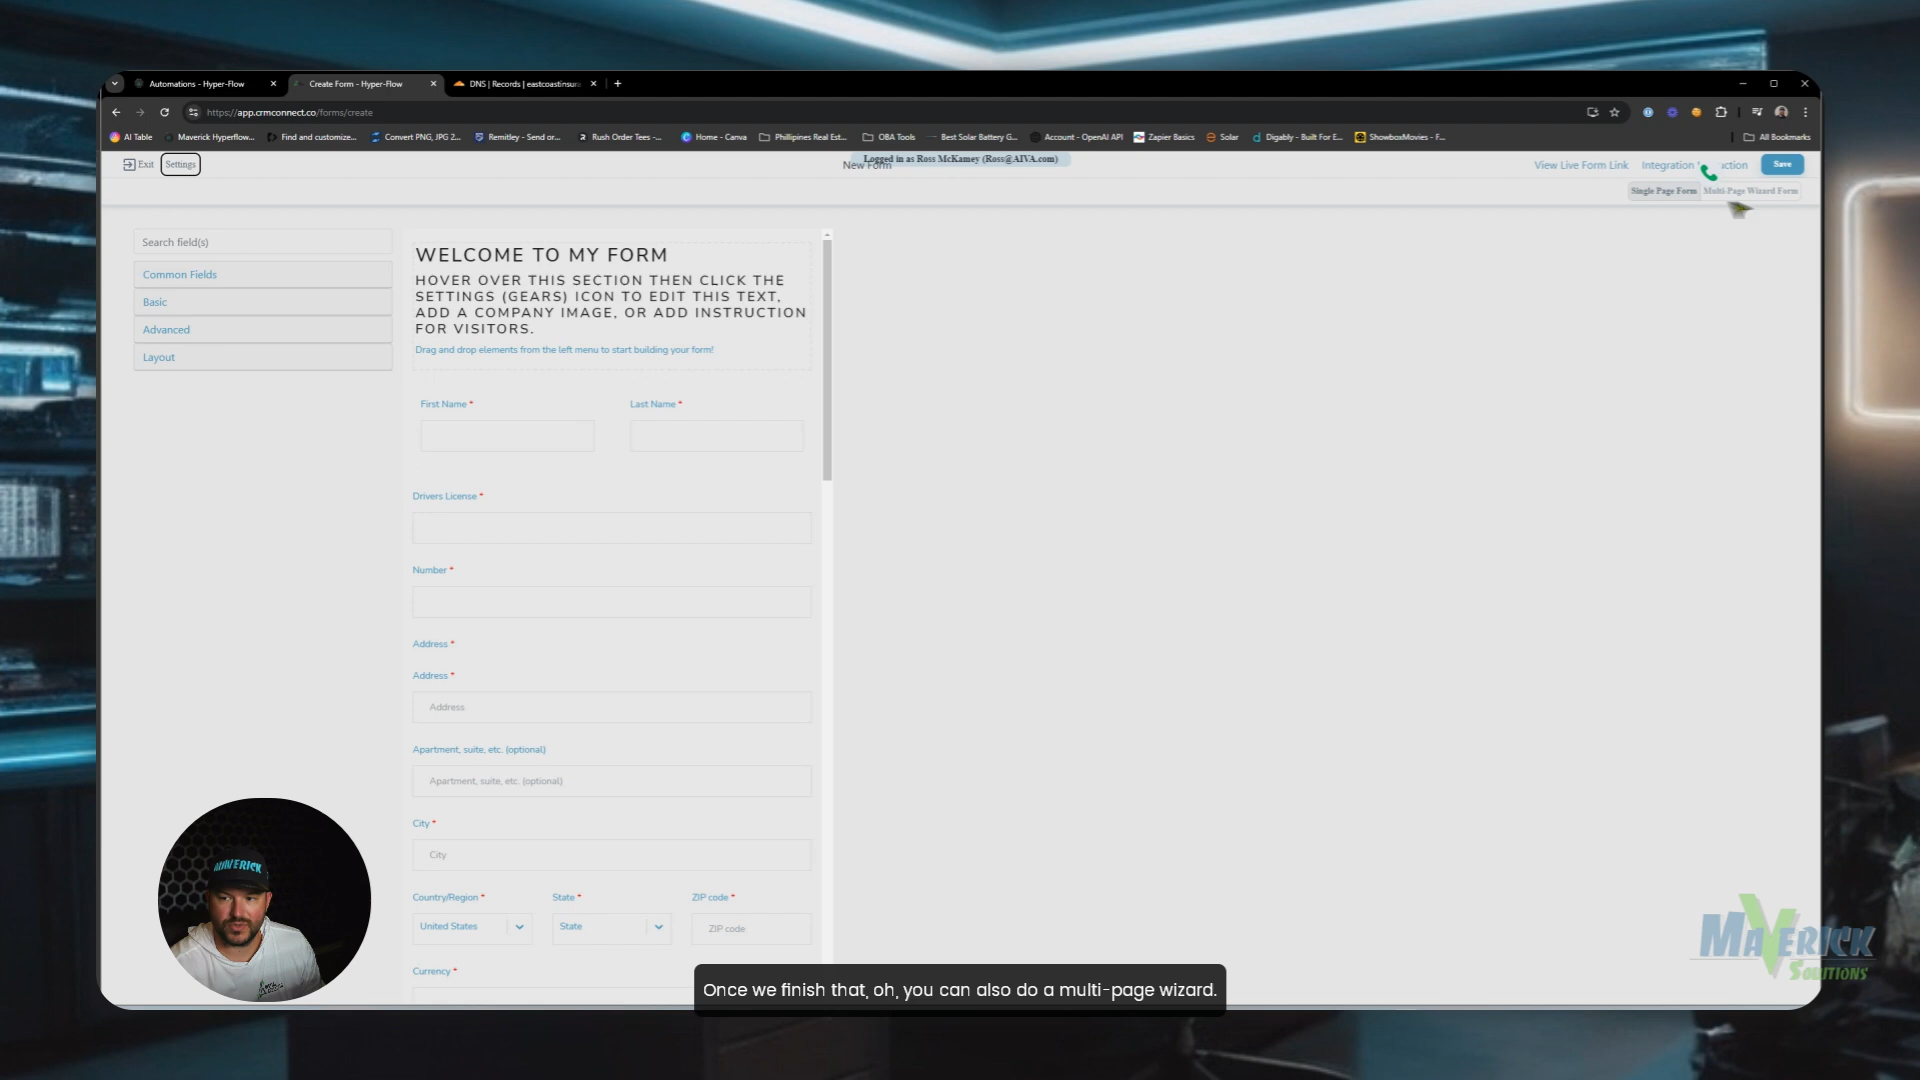 Automations - Hyper-Flow
Create Form - Hyper-Flow
DNS | Records | eastcoastinsur
https://app.crmconnect.co/forms/create
AI Table
Maverick Hyperflow...
Find and customize...
Convert PNG, JPG 2...
Remitley - Send or...
Rush Order Tees -...
Home - Canva
Phillipines Real Est...
OBA Tools
Best Solar Battery G...
Account - OpenAI API
Zapier Basics
Solar
Digably - Built For E...
ShowboxMovies - F...
All Bookmarks
Exit
Settings
New Form
Logged in as Ross McKamey (Ross@AIVA.com)
View Live Form Link
Integration
uction
Save
Single Page Form
Multi-Page Wizard Form
Search field(s)
Common Fields
Basic
Advanced
Layout
WELCOME TO MY FORM
HOVER OVER THIS SECTION THEN CLICK THE
SETTINGS (GEARS) ICON TO EDIT THIS TEXT,
ADD A COMPANY IMAGE, OR ADD INSTRUCTION
FOR VISITORS.
Drag and drop elements from the left menu to start building your form!
First Name *
Last Name *
Drivers License *
Number *
Address *
Address *
Address
Apartment, suite, etc. (optional)
Apartment, suite, etc. (optional)
City *
City
Country/Region *
State *
ZIP code *
United States
State
ZIP code
Currency *
MAVERICK
MAVERICK
SOLUTIONS
Once we finish that, oh, you can also do a multi-page wizard.